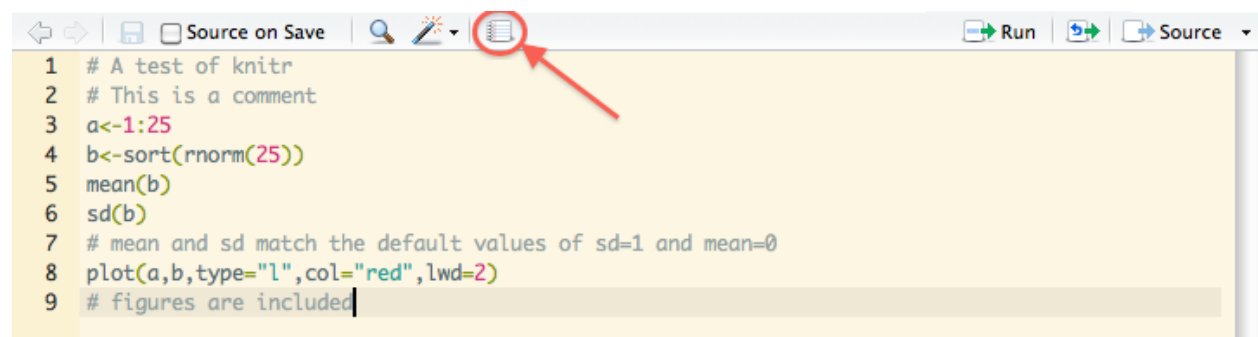 Source on Save Run Source
1 # A test of knitr
2 # This is a comment
3 a<-1:25
4 b<-sort(rnorm(25))
5 mean(b)
6 sd(b)
7 # mean and sd match the default values of sd=1 and mean=0
8 plot(a,b,type="l",col="red",lwd=2)
9 # figures are included